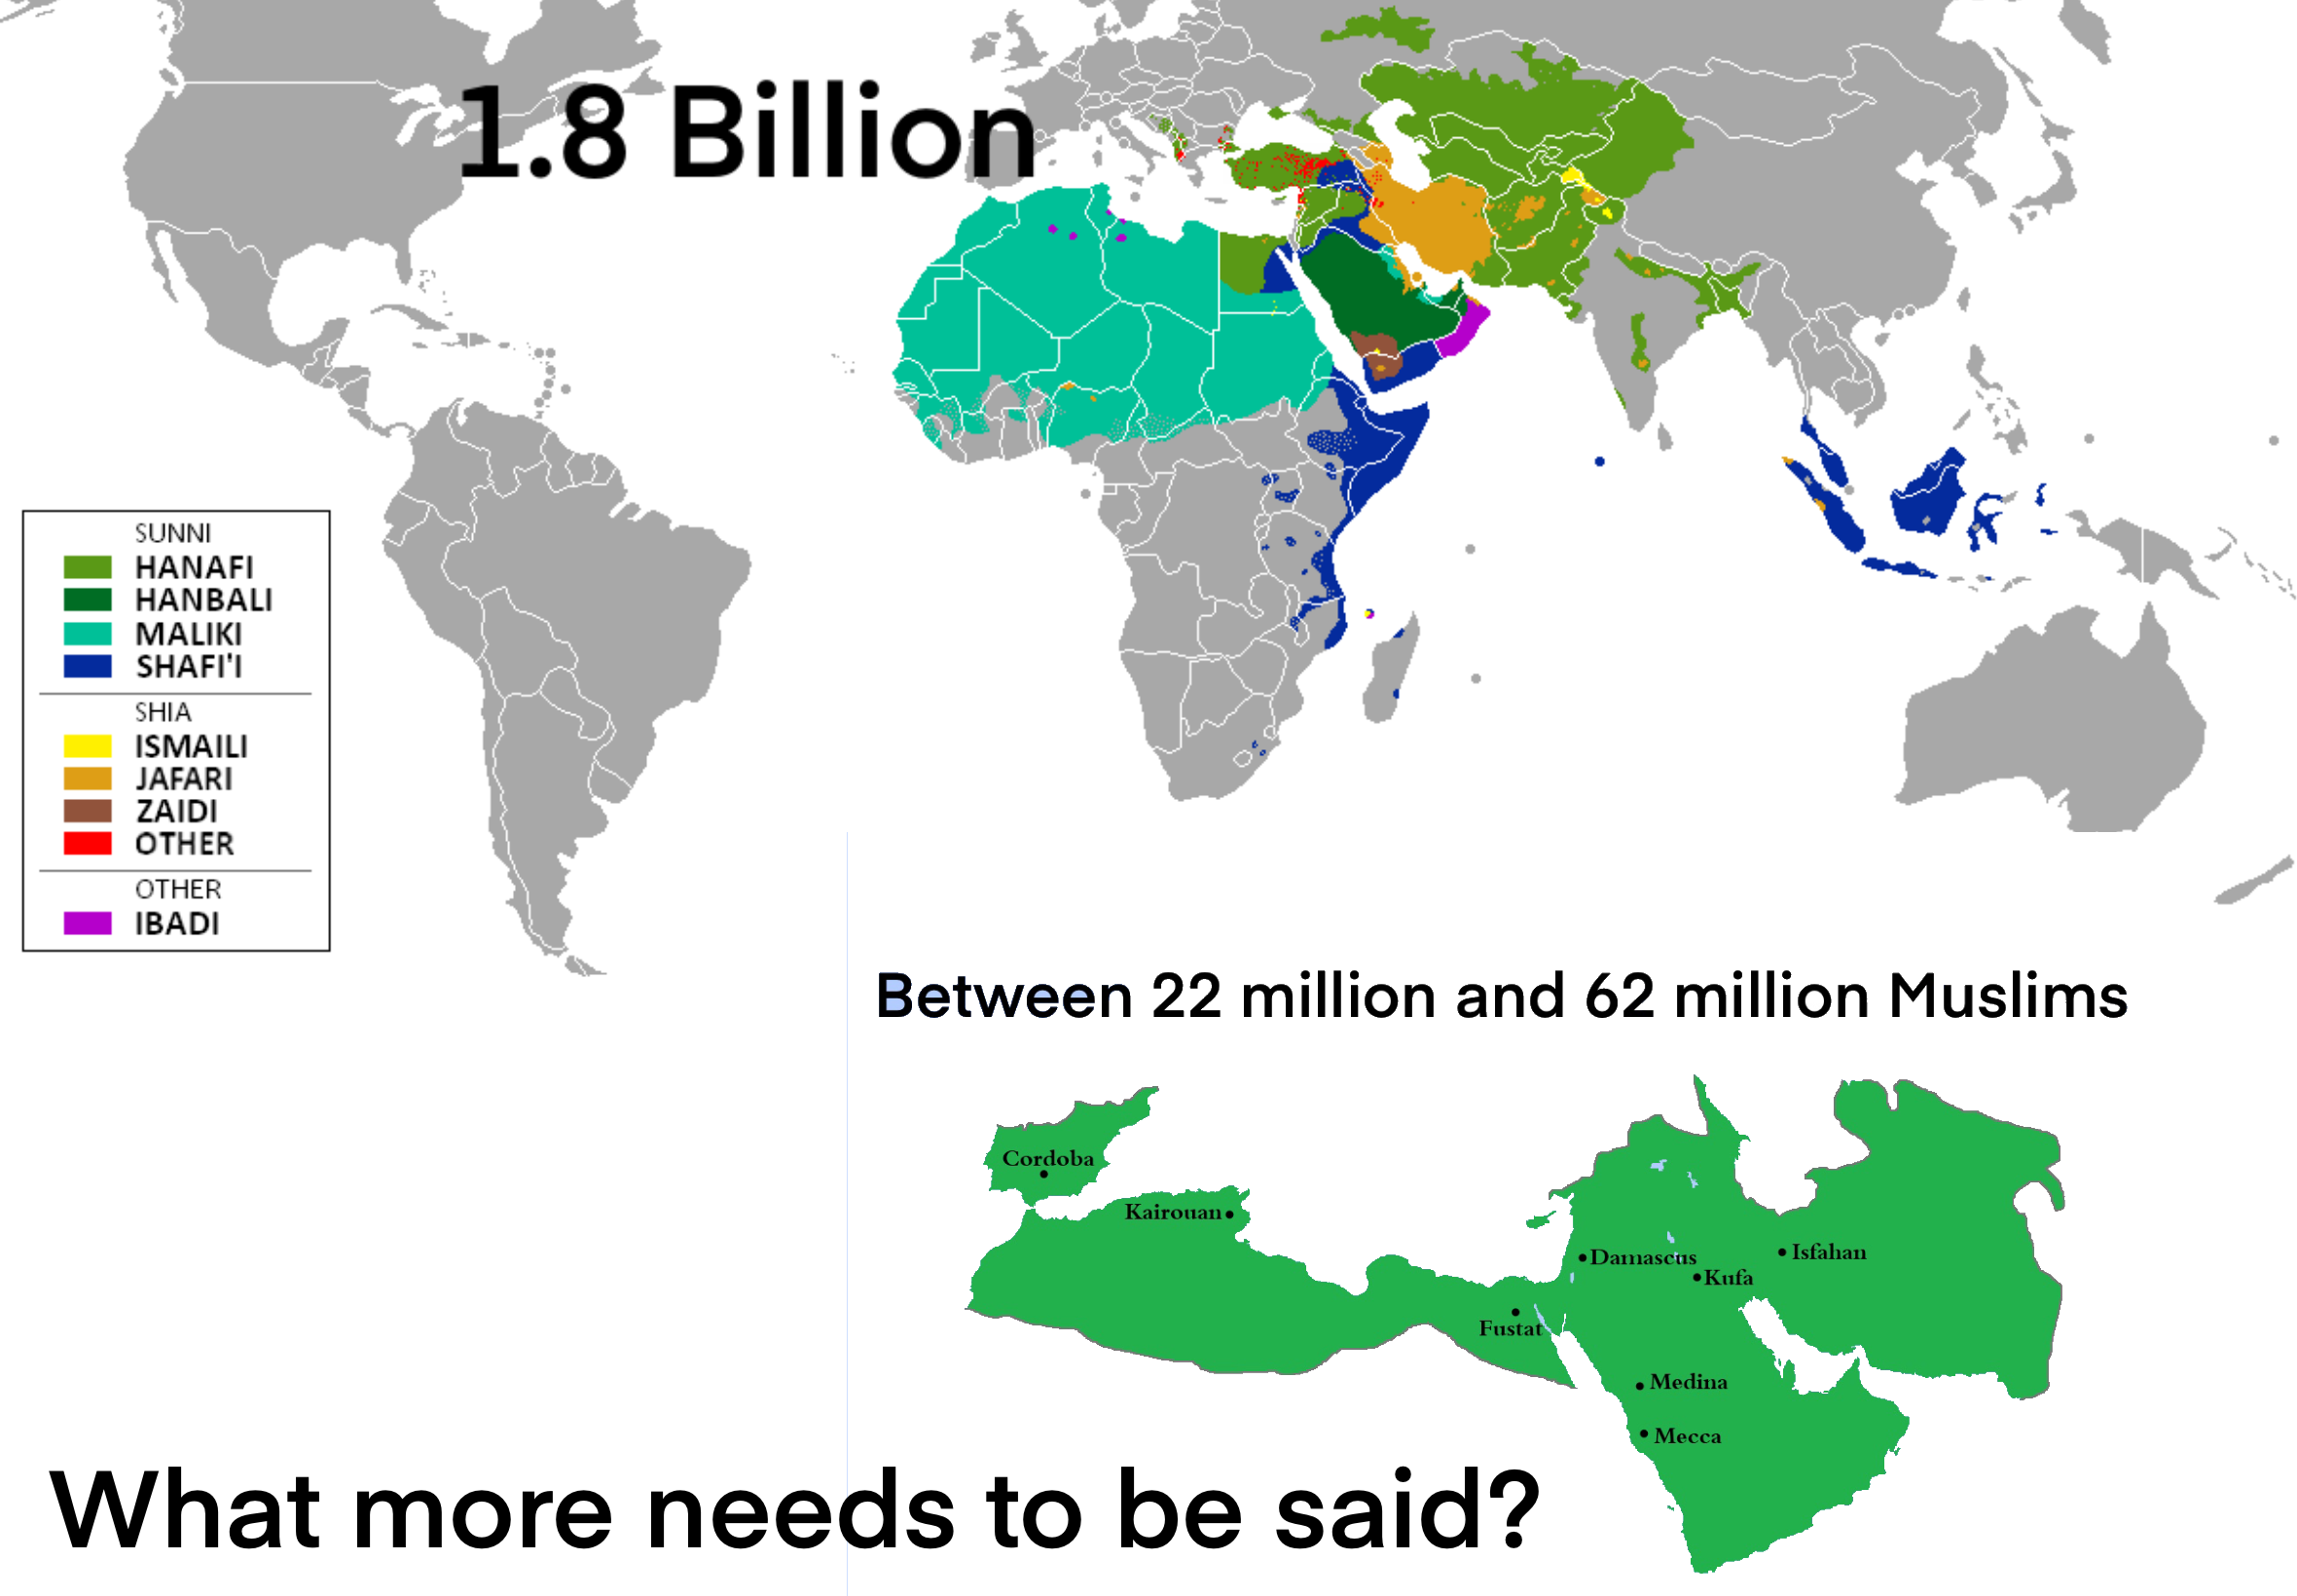 1.8 Billion
SUNNI
HANAFI
HANBALI
MALIKI
SHAFI'I
SHIA
ISMAILI
JAFARI
ZAIDI
OTHER
OTHER
IBADI
Between 22 million and 62 million Muslims
Cordoba
Kairouan
Damascus
Isfahan
Kufa
Fustat
Medina
Mecca
What more needs to be said?